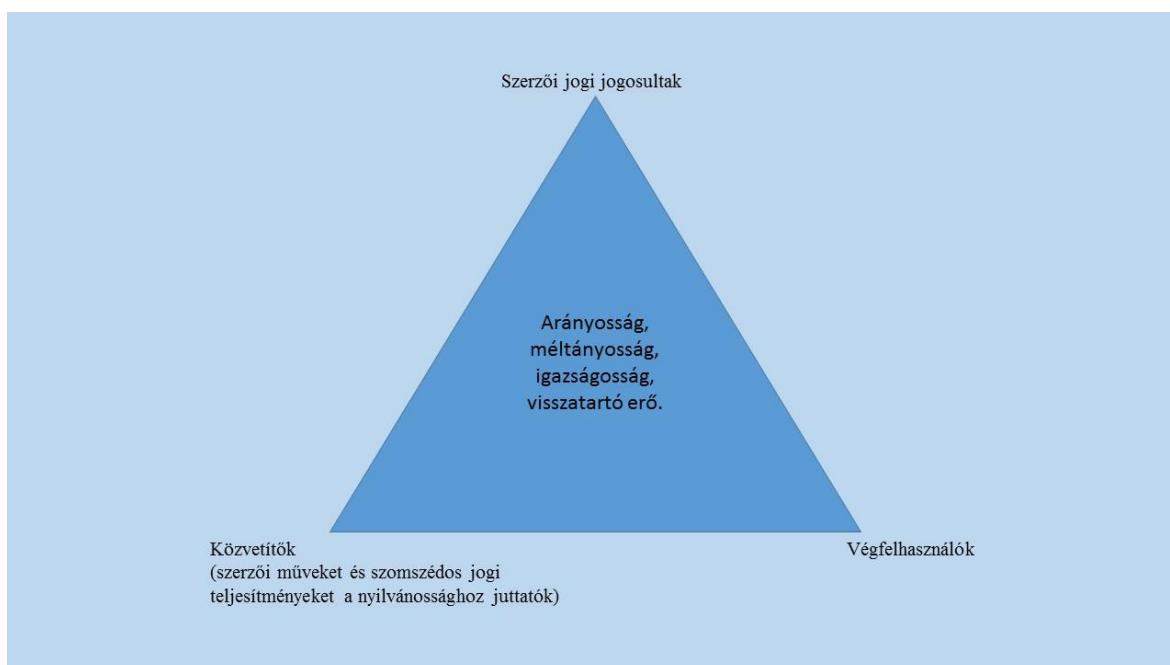 Szerzői jogi jogosultak
Arányosság,
méltányosság,
igazságosság,
visszatartó erő.
Közvetítők
(szerzői műveket és szomszédos jogi
teljesítményeket a nyilvánossághoz juttatók)
Végfelhasználók